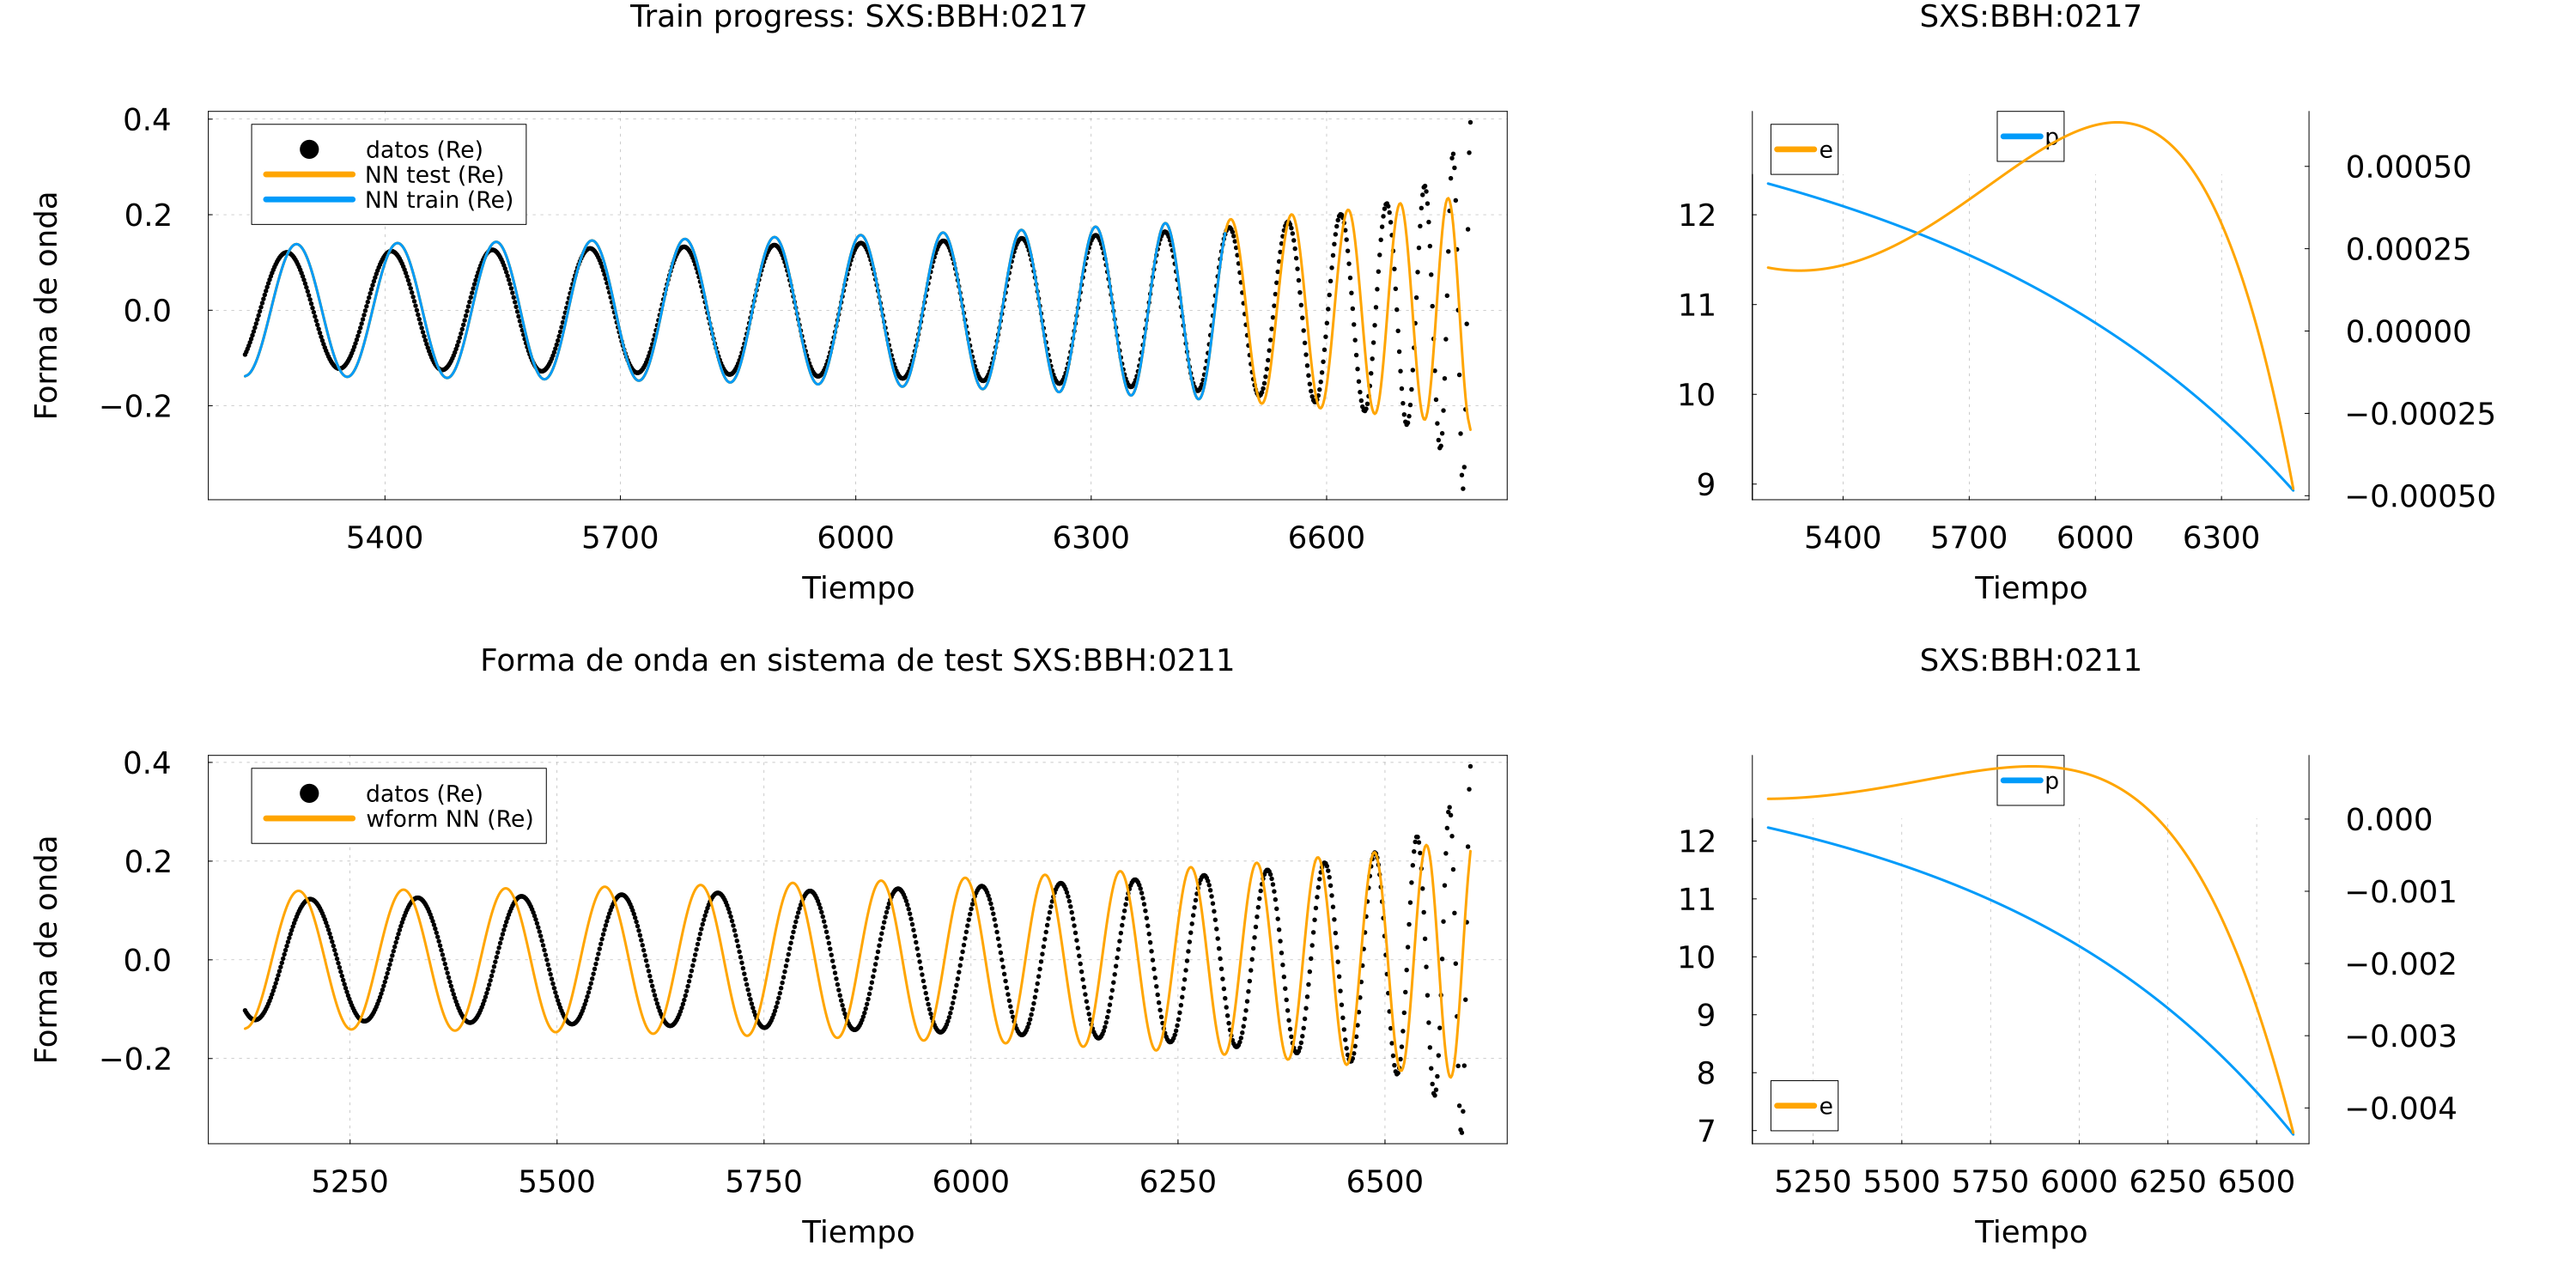 Train progress: SXS:BBH:0217
0.4
0.2
0.0
−0.2
Forma de onda
datos (Re)
NN test (Re)
NN train (Re)
5400 5700 6000 6300 6600
Tiempo
SXS:BBH:0217
e
p
12
11
10
9
0.00050
0.00025
0.00000
−0.00025
−0.00050
5400 5700 6000 6300
Tiempo
Forma de onda en sistema de test SXS:BBH:0211
0.4
0.2
0.0
−0.2
Forma de onda
datos (Re)
wform NN (Re)
5250 5500 5750 6000 6250 6500
Tiempo
SXS:BBH:0211
p
e
12
11
10
9
8
7
0.000
−0.001
−0.002
−0.003
−0.004
5250 5500 5750 6000 6250 6500
Tiempo